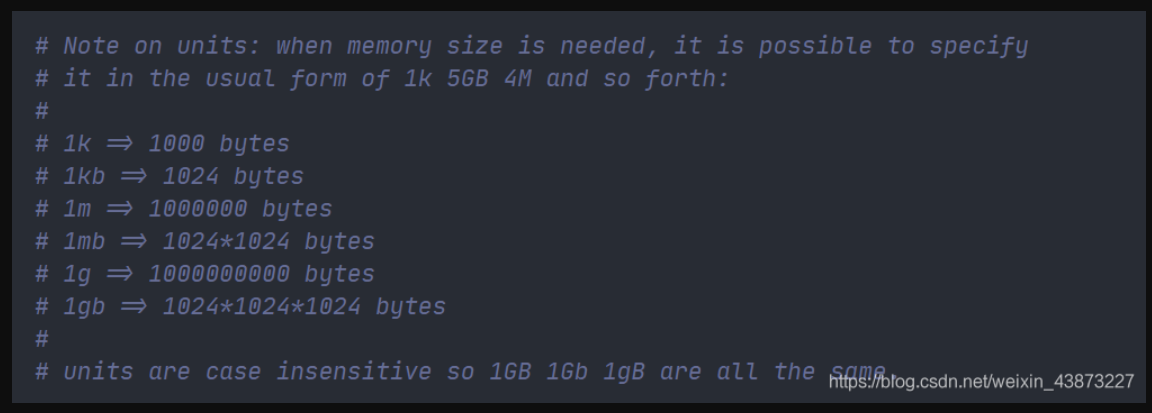 # Note on units: when memory size is needed, it is possible to specify
# it in the usual form of 1k 5GB 4M and so forth:
#
# 1k => 1000 bytes
# 1kb => 1024 bytes
# 1m => 1000000 bytes
# 1mb => 1024*1024 bytes
# 1g => 1000000000 bytes
# 1gb => 1024*1024*1024 bytes
#
# units are case insensitive so 1GB 1Gb 1gB are all the same.
https://blog.csdn.net/weixin_43873227